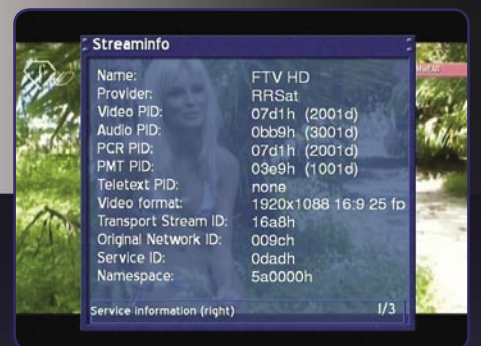 Streaminfo
Name: FTV HD
Provider: RRSat
Video PID: 07d1h (2001d)
Audio PID: 0bb9h (3001d)
PCR PID: 07d1h (2001d)
PMT PID: 03e9h (1001d)
Teletext PID: none
Video format: 1920x1088 16:9 25 fp
Transport Stream ID: 16a8h
Original Network ID: 009ch
Service ID: 0dadh
Namespace: 5a0000h
Service information (right) 1/3